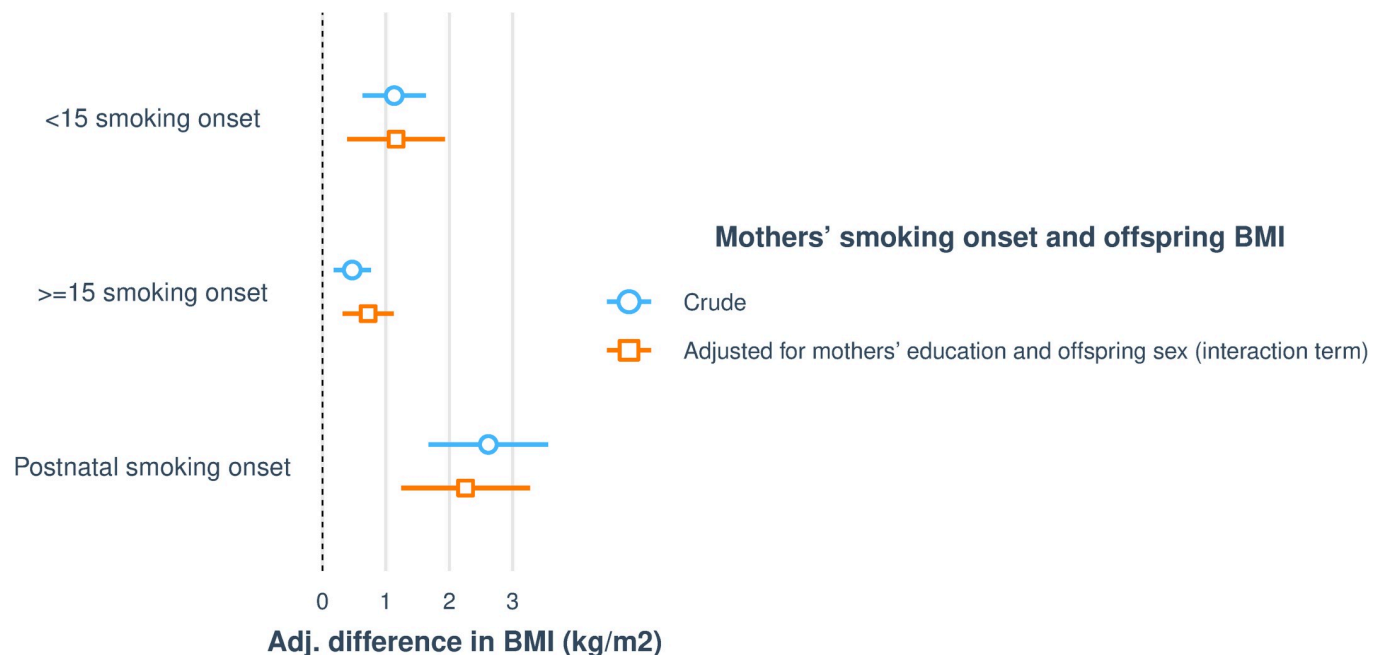 <15 smoking onset
>=15 smoking onset
Postnatal smoking onset
0 1 2 3
Adj. difference in BMI (kg/m2)
Mothers’ smoking onset and offspring BMI
Crude
Adjusted for mothers’ education and offspring sex (interaction term)